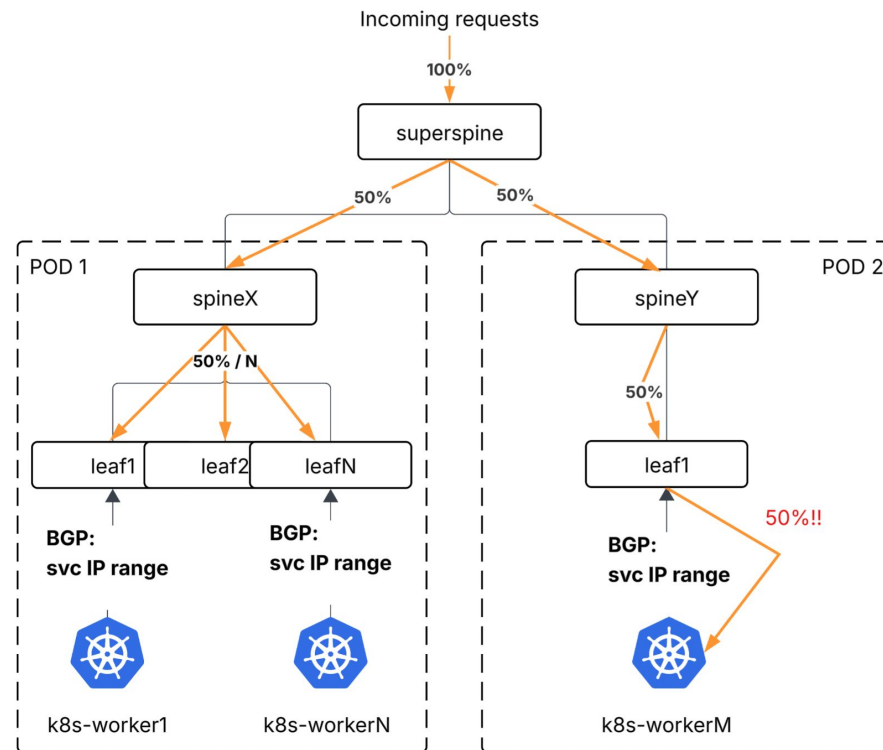 Incoming requests
100%
superspine
50%
50%
POD 1
POD 2
spineX
spineY
50% / N
50%
leaf1
leaf2
leafN
leaf1
50%!!
BGP:
svc IP range
BGP:
svc IP range
BGP:
svc IP range
k8s-worker1
k8s-workerN
k8s-workerM